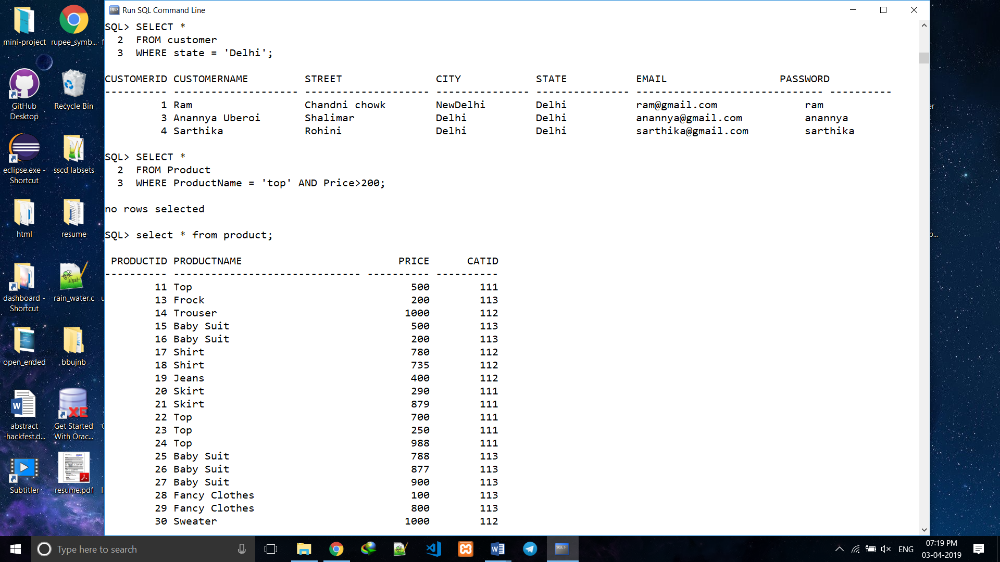 Run SQL Command Line
SQL> SELECT *
2 FROM customer
3 WHERE state = 'Delhi';
CUSTOMERID CUSTOMERNAME STREET CITY STATE EMAIL PASSWORD
---------- -------------------- -------------------- --------------- --------------- ------------------------------ ----------
1 Ram Chandni chowk NewDelhi Delhi ram@gmail.com ram
3 Anannya Uberoi Shalimar Delhi Delhi anannya@gmail.com anannya
4 Sarthika Rohini Delhi Delhi sarthika@gmail.com sarthika
SQL> SELECT *
2 FROM Product
3 WHERE ProductName = 'top' AND Price>200;
no rows selected
SQL> select * from product;
PRODUCTID PRODUCTNAME PRICE CATID
---------- ------------------------------ ---------- ----------
11 Top 500 111
13 Frock 200 113
14 Trouser 1000 112
15 Baby Suit 500 113
16 Baby Suit 200 113
17 Shirt 780 112
18 Shirt 735 112
19 Jeans 400 112
20 Skirt 290 111
21 Skirt 879 111
22 Top 700 111
23 Top 250 111
24 Top 988 111
25 Baby Suit 788 113
26 Baby Suit 877 113
27 Baby Suit 900 113
28 Fancy Clothes 100 113
29 Fancy Clothes 800 113
30 Sweater 1000 112
mini-project
rupee_symb...
GitHub
Desktop
Recycle Bin
eclipse.exe -
Shortcut
sscd labsets
html
resume
dashboard -
Shortcut
rain_water.c
open_ended
bbujnb
XE
abstract
-hackfest.d...
Get Started
With Orac...
Subtitler
resume.pdf
Type here to search
ENG
07:19 PM
03-04-2019